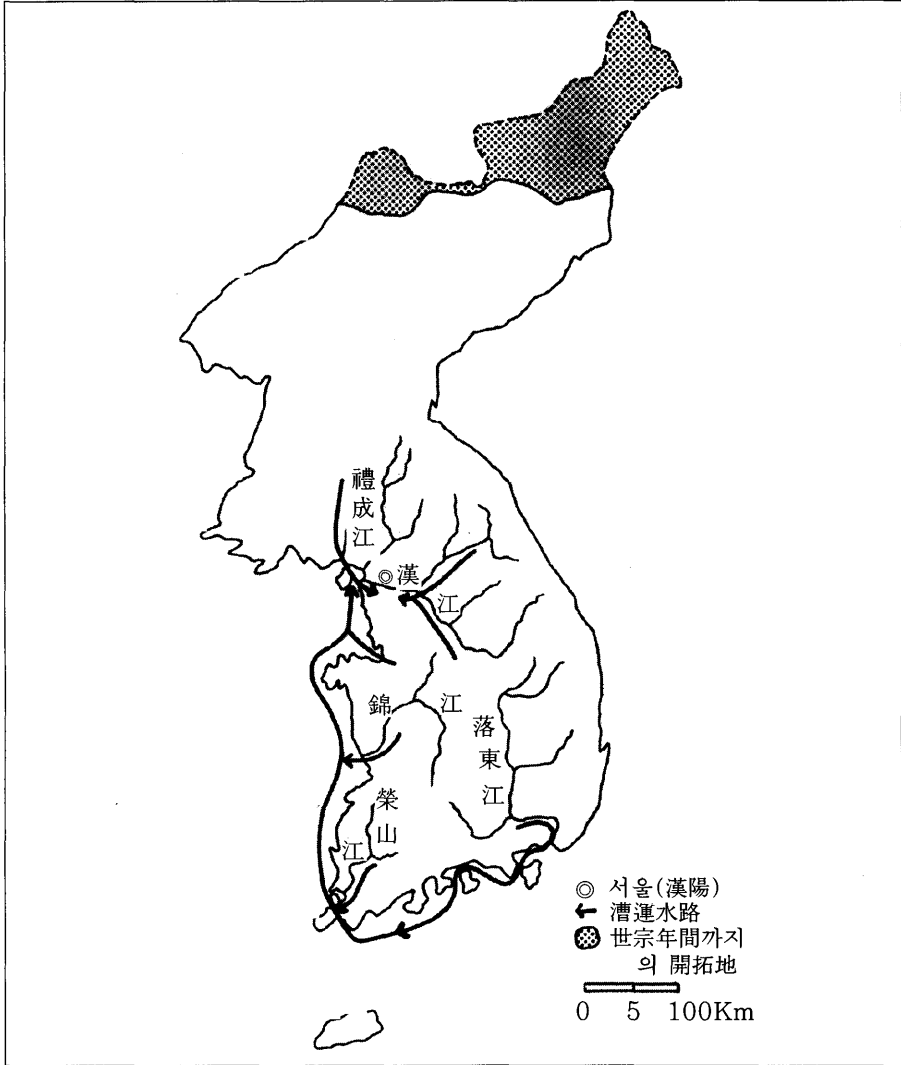 禮成江
漢江
錦江
落東江
榮山江
◎ 서울(漢陽)
漕運水路
世宗年間까지
의 開拓地
0 5 100Km